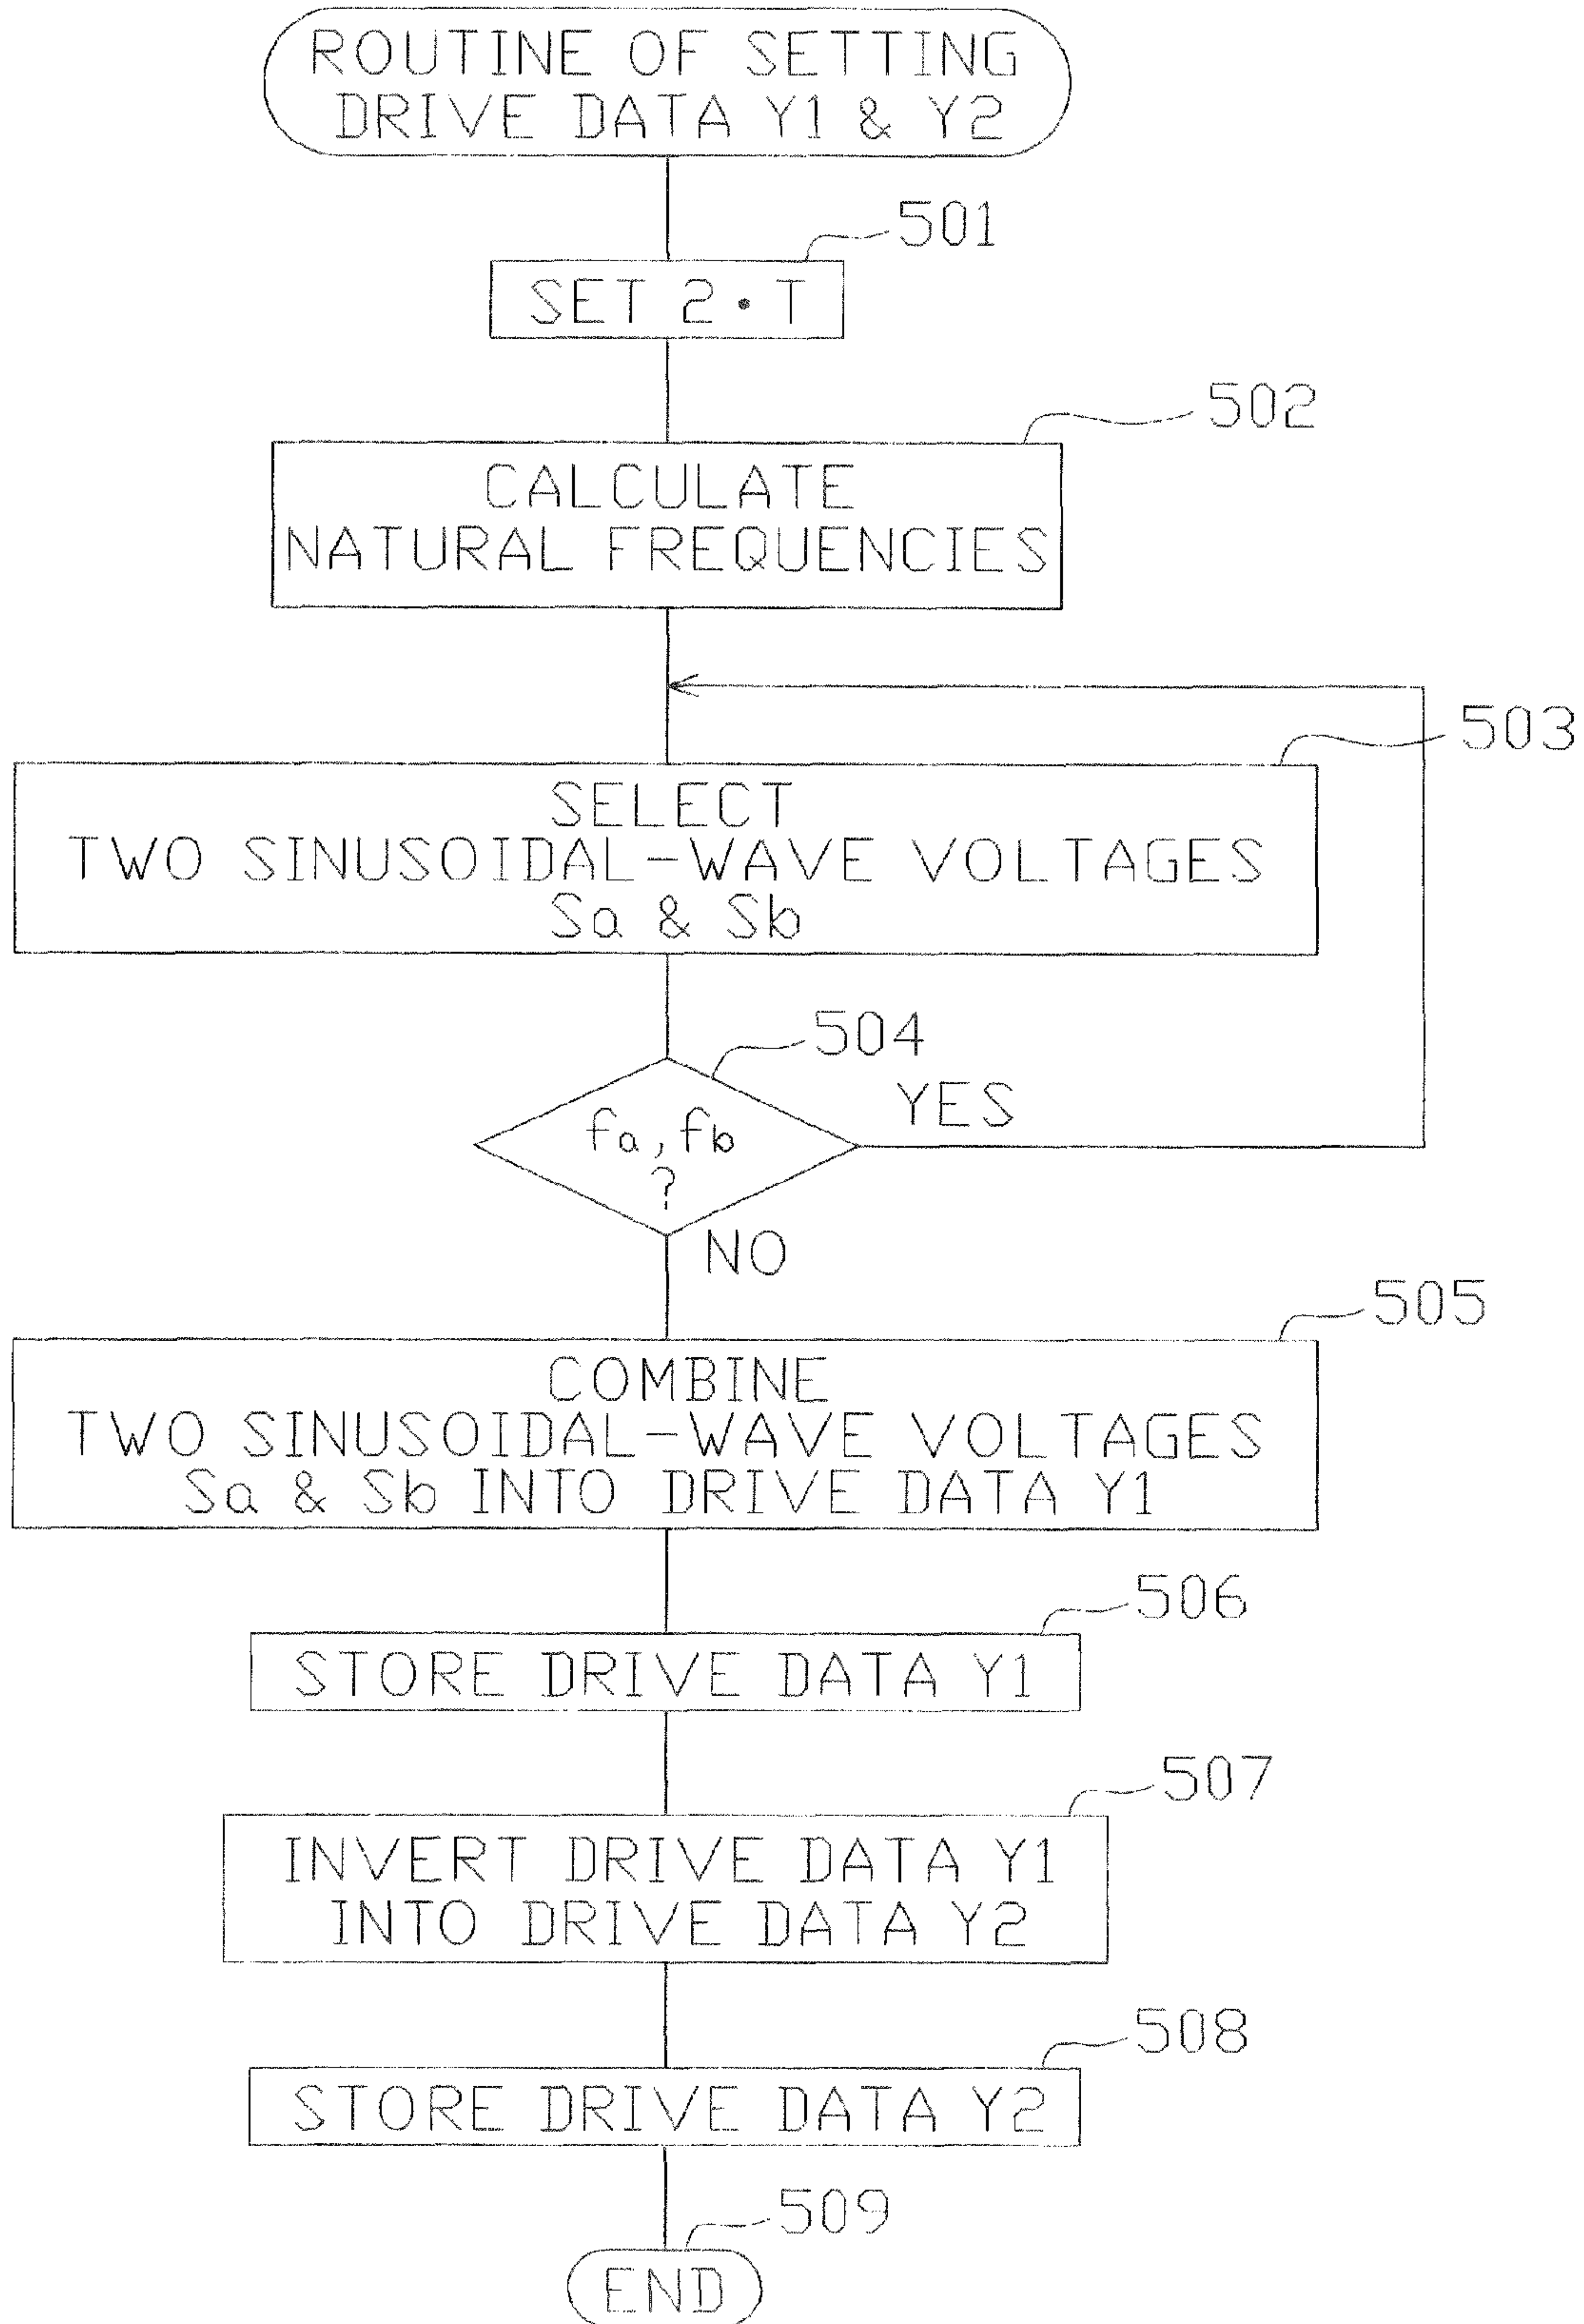 ROUTINE OF SETTING
DRIVE DATA Y1 & Y2
501
SET 2•T
502
CALCULATE
NATURAL FREQUENCIES
503
SELECT
TWO SINUSOIDAL-WAVE VOLTAGES
Sa & Sb
504
YES
fa, fb
?
NO
505
COMBINE
TWO SINUSOIDAL-WAVE VOLTAGES
Sa & Sb INTO DRIVE DATA Y1
506
STORE DRIVE DATA Y1
507
INVERT DRIVE DATA Y1
INTO DRIVE DATA Y2
508
STORE DRIVE DATA Y2
509
END